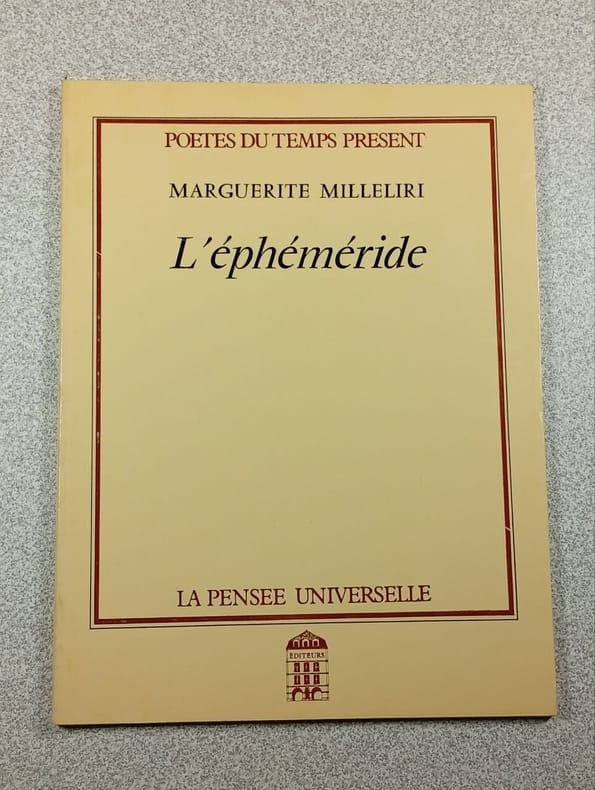 POETES DU TEMPS PRESENT
MARGUERITE MILLELIRI
L'éphéméride
LA PENSEE UNIVERSELLE
EDITEURS